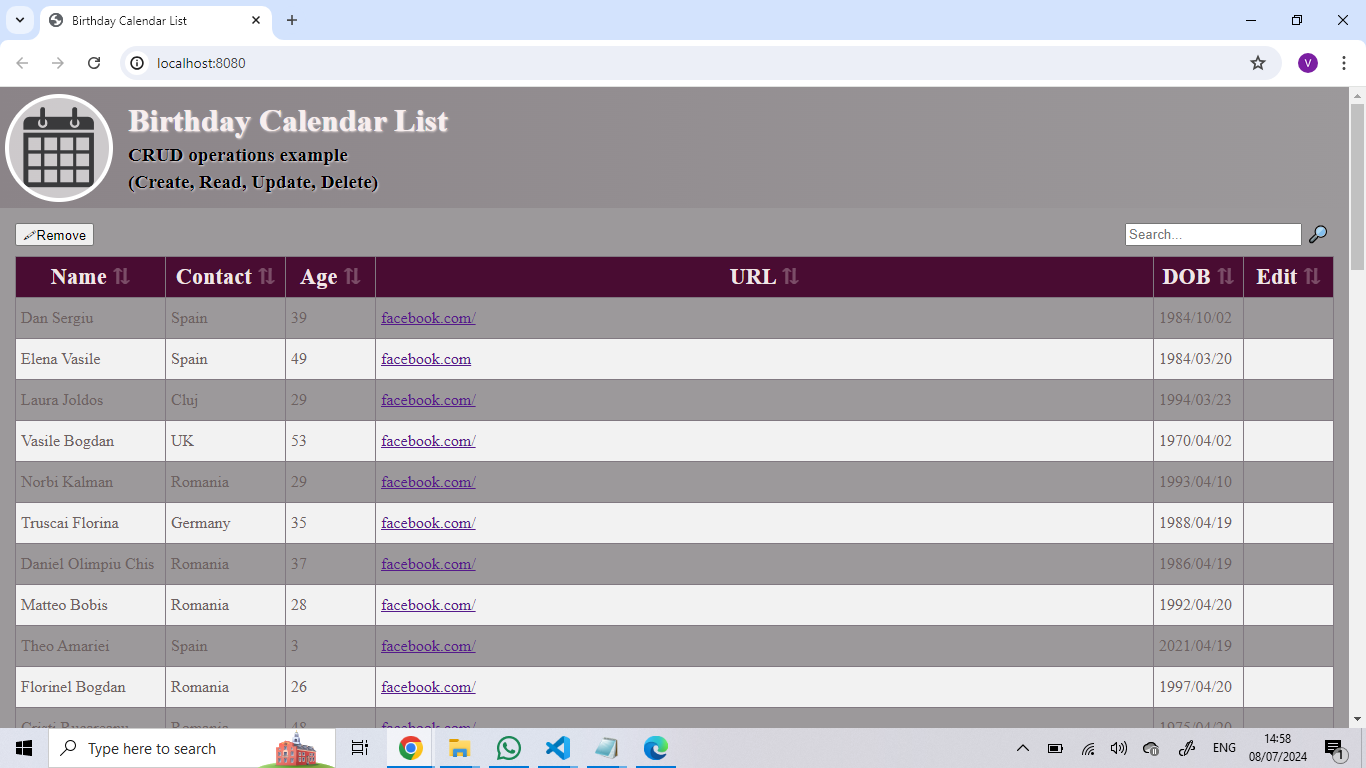 Birthday Calendar List
localhost:8080
V
Birthday Calendar List
CRUD operations example
(Create, Read, Update, Delete)
Remove
Search...
Name Contact Age URL DOB Edit
Dan Sergiu Spain 39 facebook.com/ 1984/10/02
Elena Vasile Spain 49 facebook.com 1984/03/20
Laura Joldos Cluj 29 facebook.com/ 1994/03/23
Vasile Bogdan UK 53 facebook.com/ 1970/04/02
Norbi Kalman Romania 29 facebook.com/ 1993/04/10
Truscai Florina Germany 35 facebook.com/ 1988/04/19
Daniel Olimpiu Chis Romania 37 facebook.com/ 1986/04/19
Matteo Bobis Romania 28 facebook.com/ 1992/04/20
Theo Amariei Spain 3 facebook.com/ 2021/04/19
Florinel Bogdan Romania 26 facebook.com/ 1997/04/20
Cristi Romania 48 facebook.com/ 1975/04/20
Type here to search
ENG
14:58
08/07/2024
1